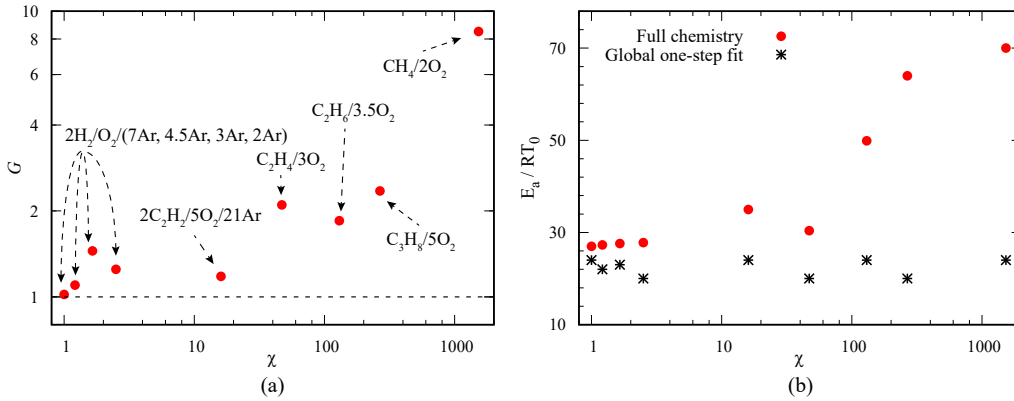 10
8
6
4
2
1
G
CH4/2O2
C2H6/3.5O2
2H2/O2/(7Ar, 4.5Ar, 3Ar, 2Ar)
C2H4/3O2
2C2H2/5O2/21Ar
C3H8/5O2
1 10 100 1000
χ
(a)
Full chemistry
Global one-step fit
70
50
30
10
Ea / RT0
1 10 100 1000
χ
(b)